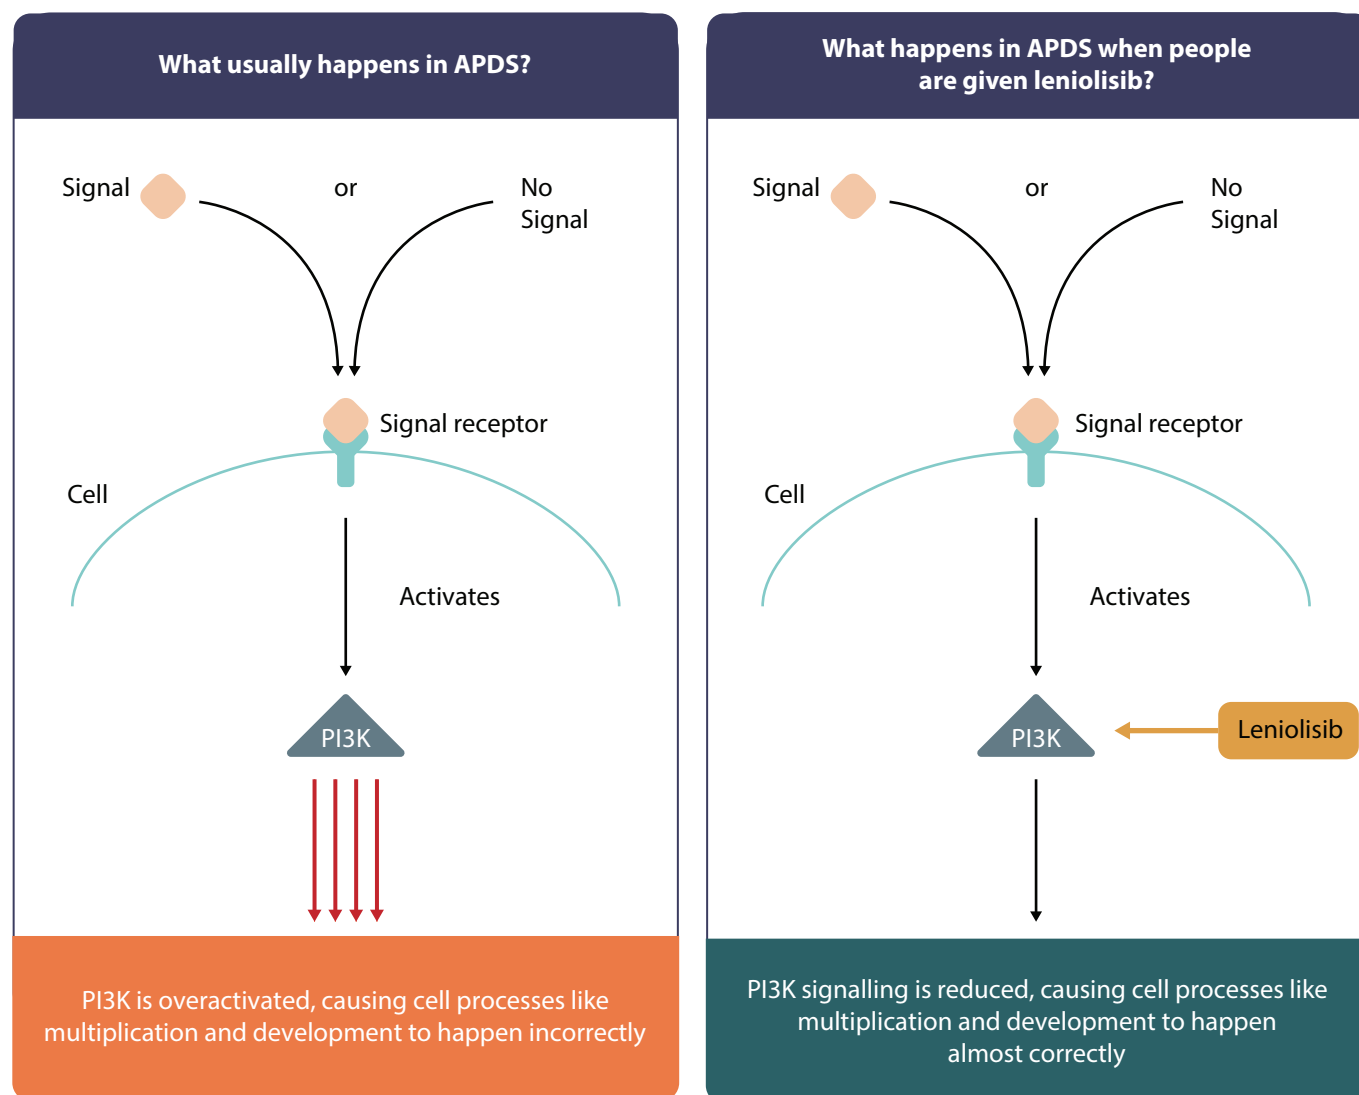 What usually happens in APDS?
Signal
or
No
Signal
Signal receptor
Cell
Activates
PI3K
PI3K is overactivated, causing cell processes like
multiplication and development to happen incorrectly
What happens in APDS when people
are given leniolisib?
Signal
or
No
Signal
Signal receptor
Cell
Activates
PI3K
Leniolisib
PI3K signalling is reduced, causing cell processes like
multiplication and development to happen
almost correctly